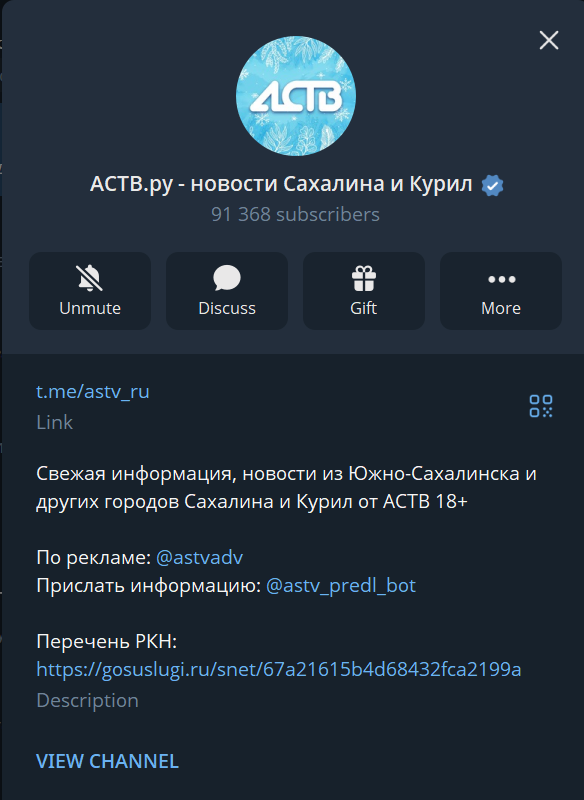 АСТВ
АСТВ.ру - новости Сахалина и Курил
91 368 subscribers
Unmute
Discuss
Gift
More
t.me/astv_ru
Link
Свежая информация, новости из Южно-Сахалинска и
других городов Сахалина и Курил от АСТВ 18+
По рекламе: @astvadv
Прислать информацию: @astv_predl_bot
Перечень РКН:
https://gosuslugi.ru/snet/67a21615b4d68432fca2199a
Description
VIEW CHANNEL